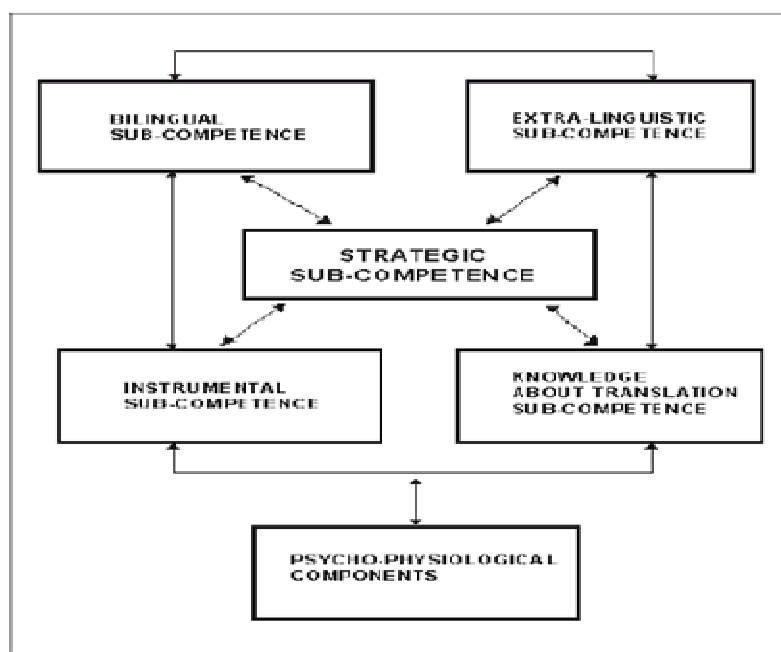 BILINGUAL
SUB-COMPETENCE
EXTRA-LINGUISTIC
SUB-COMPETENCE
STRATEGIC
SUB-COMPETENCE
INSTRUMENTAL
SUB-COMPETENCE
KNOWLEDGE
ABOUT TRANSLATION
SUB-COMPETENCE
PSYCHO-PHYSIOLOGICAL
COMPONENTS